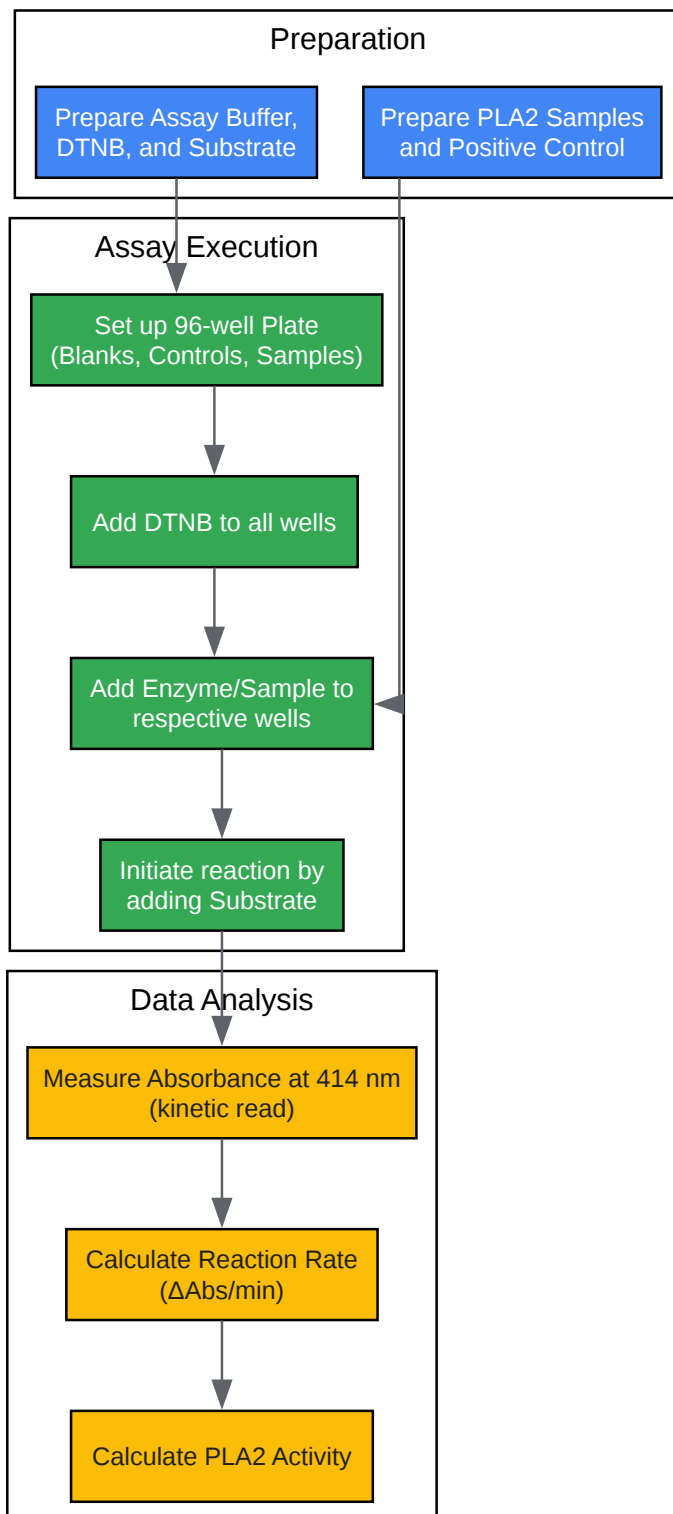 Preparation
Prepare Assay Buffer,
DTNB, and Substrate
Prepare PLA2 Samples
and Positive Control
Assay Execution
Set up 96-well Plate
(Blanks, Controls, Samples)
Add DTNB to all wells
Add Enzyme/Sample to
respective wells
Initiate reaction by
adding Substrate
Data Analysis
Measure Absorbance at 414 nm
(kinetic read)
Calculate Reaction Rate
(ΔAbs/min)
Calculate PLA2 Activity